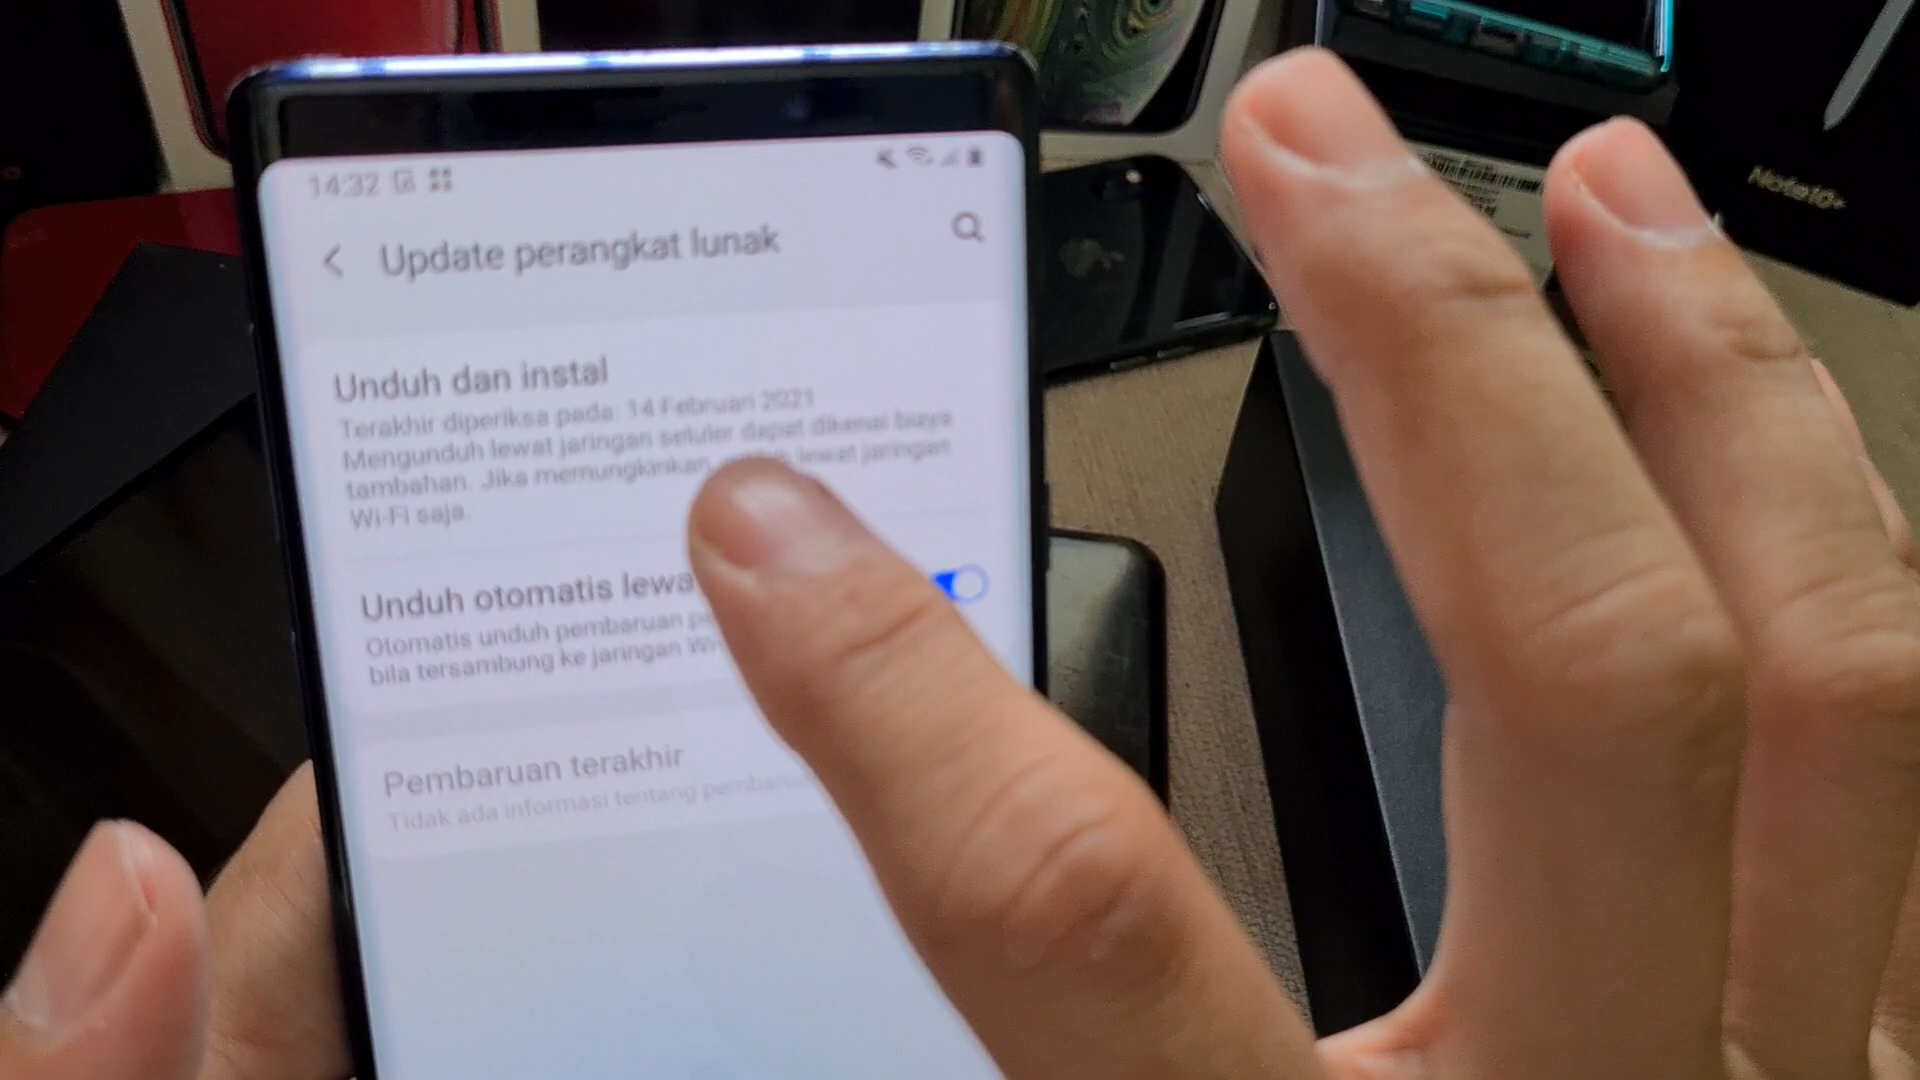 14:32
Update perangkat lunak
Unduh dan instal
Terakhir diperiksa pada: 14 Februari 2021
Mengunduh lewat jaringan seluler dapat dikenai biaya
tambahan. Jika memungkinkan, lewat jaringan
Wi-Fi saja.
Unduh otomatis
Otomatis unduh pembaruan
bila tersambung ke jaringan
Pembaruan terakhir
Tidak ada informasi tentang
Note10+